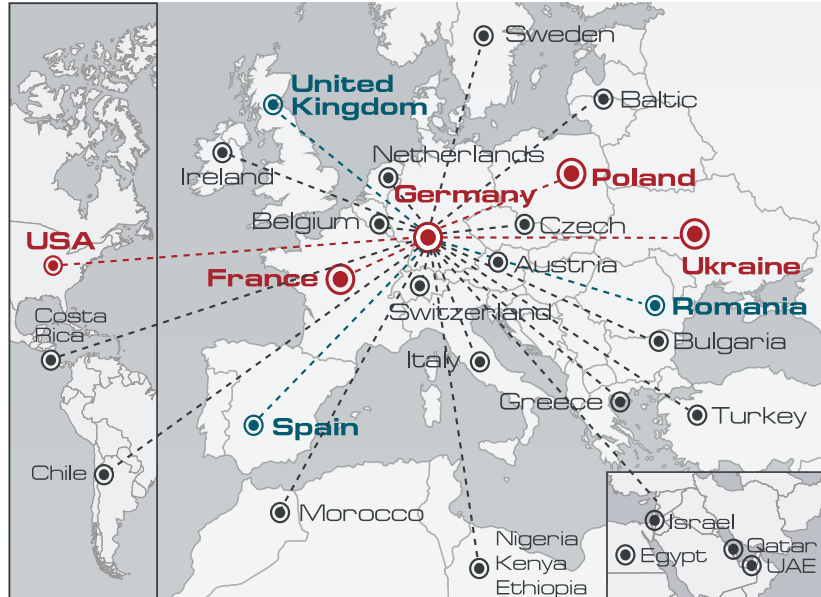 Sweden
United
Kingdom
Baltic
Ireland
Netherlands
Poland
Germany
Belgium
Czech
USA
Ukraine
France
Austria
Switzerland
Romania
Costa
Rica
Bulgaria
Italy
Greece
Turkey
Spain
Chile
Morocco
Israel
Nigeria
Kenya
Ethiopia
Egypt
Qatar
UAE